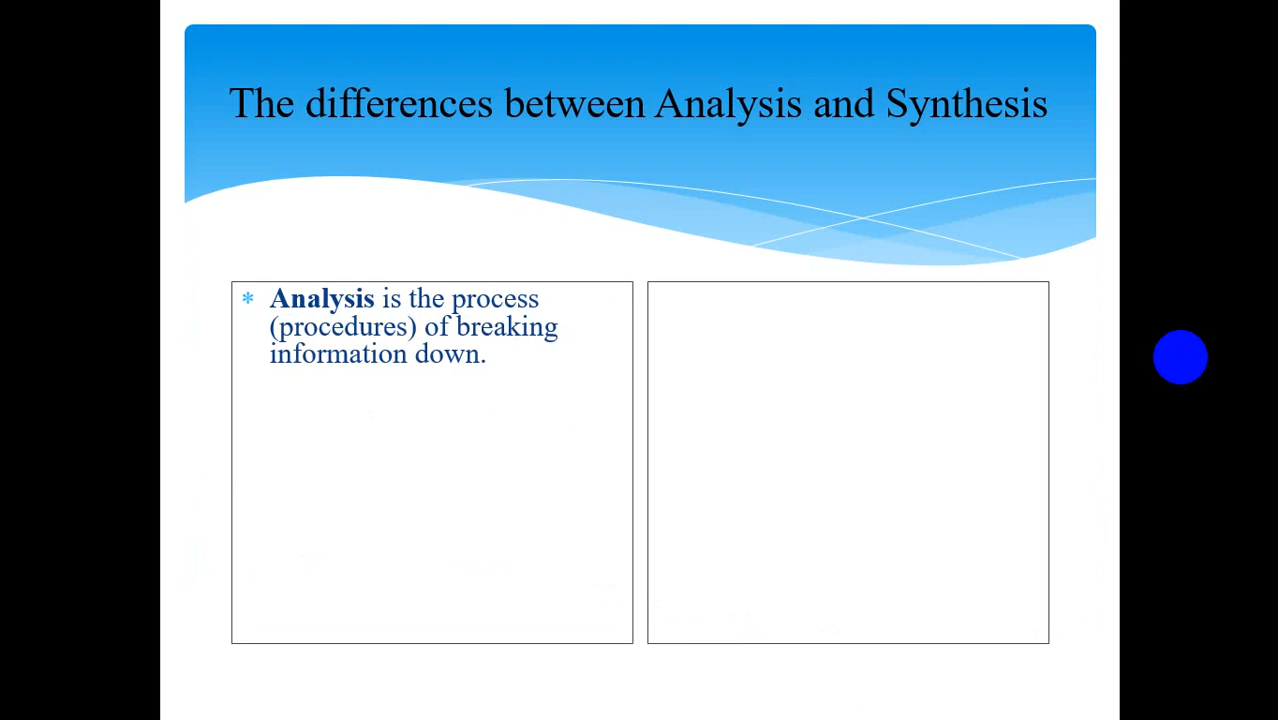 The differences between Analysis and Synthesis
* Analysis is the process
(procedures) of breaking
information down.